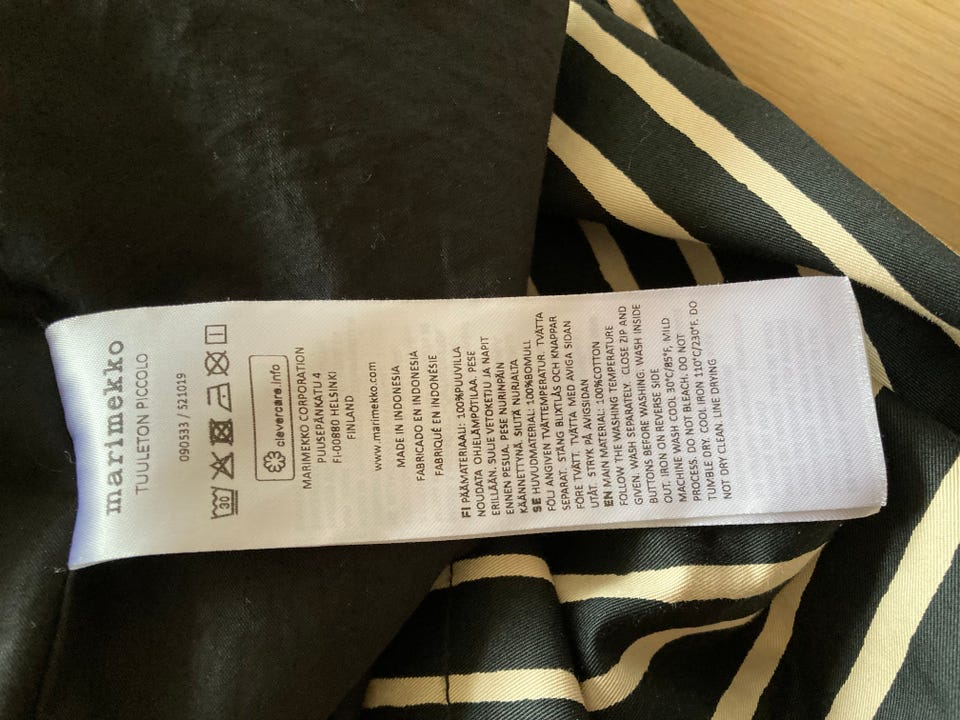 marimekko
TUULETON PICCOLO
090533 / 521019
30
clevercare.info
MARIMEKKO CORPORATION
PUUSEPÄNKATU 4
FI-00880 HELSINKI
FINLAND
www.marimekko.com
MADE IN INDONESIA
FABRICADO EN INDONESIA
FABRIQUÉ EN INDONÉSIE
FI PÄÄMATERIAALI: 100%PUUVILLA
NOUDATA OHJELÄMPÖTILAA. PESE
ERILLÄÄN. SULJE VETOKETJU JA NAPIT
ENNEN PESUA. PESE NURINPÄIN
KÄÄNNETTYNÄ. SILITÄ NURJALTA
SE HUVUDMATERIAL: 100%BOMULL
FÖLJ ANGIVEN TVÄTTEMPERATUR. TVÄTTA
SEPARAT. STÄNG BLIXTLÅS OCH KNAPPAR
FÖRE TVÄTT. TVÄTTA MED AVIGA SIDAN
UTÅT. STRYK PÅ AVIGSIDAN
EN MAIN MATERIAL: 100%COTTON
FOLLOW THE WASHING TEMPERATURE
GIVEN. WASH SEPARATELY. CLOSE ZIP AND
BUTTONS BEFORE WASHING. WASH INSIDE
OUT. IRON ON REVERSE SIDE
MACHINE WASH COOL 30°C/85°F, MILD
PROCESS. DO NOT BLEACH. DO NOT
TUMBLE DRY. COOL IRON 110°C/230°F. DO
NOT DRY CLEAN. LINE DRYING